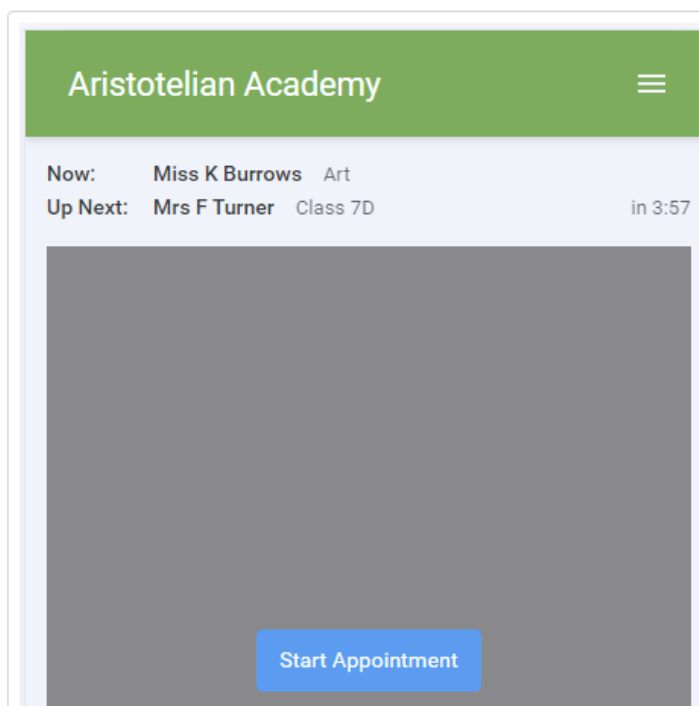 Aristotelian Academy
Now: Miss K Burrows Art
Up Next: Mrs F Turner Class 7D in 3:57
Start Appointment